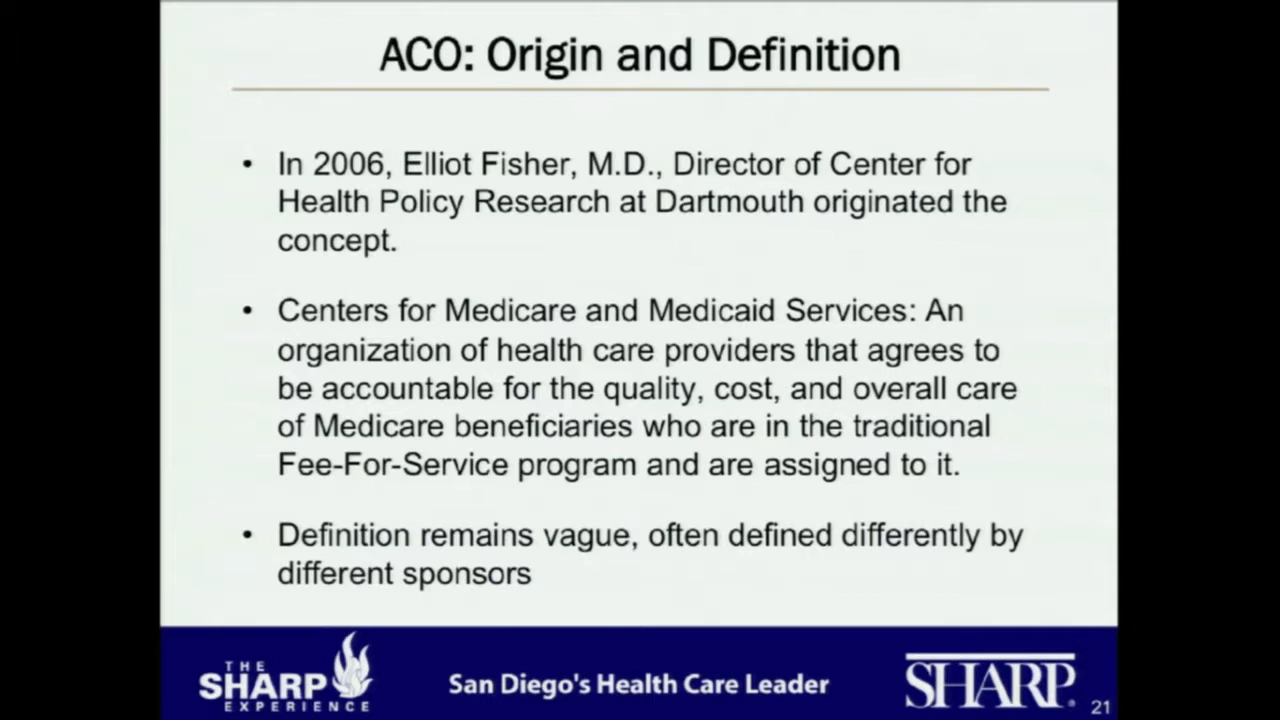 ACO: Origin and Definition
• In 2006, Elliot Fisher, M.D., Director of Center for
Health Policy Research at Dartmouth originated the
concept.
• Centers for Medicare and Medicaid Services: An
organization of health care providers that agrees to
be accountable for the quality, cost, and overall care
of Medicare beneficiaries who are in the traditional
Fee-For-Service program and are assigned to it.
• Definition remains vague, often defined differently by
different sponsors
THE
SHARP
EXPERIENCE
San Diego's Health Care Leader
SHARP®
21